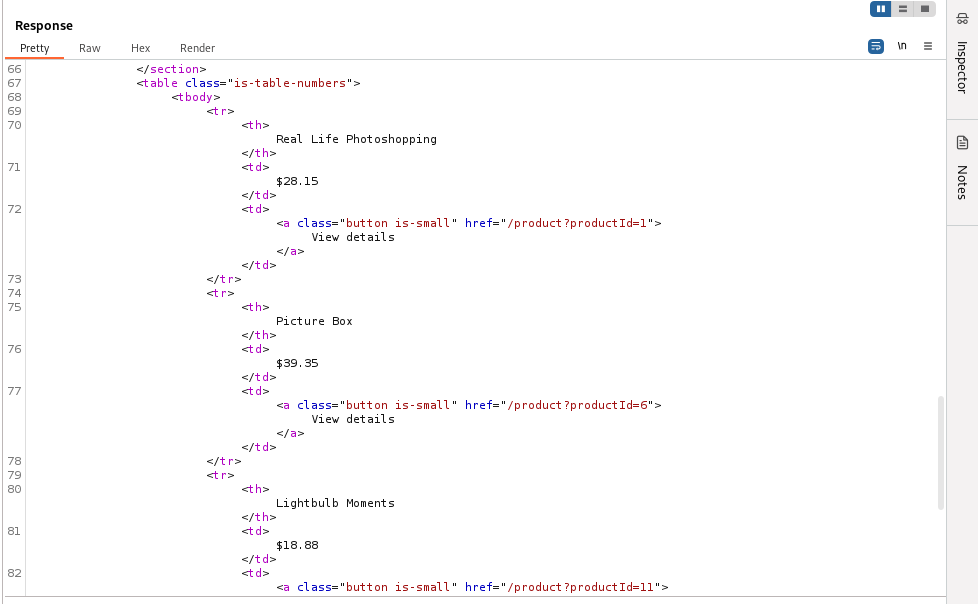 Response
Pretty Raw Hex Render \n
66 </section>
67 <table class="is-table-numbers">
68 <tbody>
69 <tr>
70 <th>
Real Life Photoshopping
</th>
71 <td>
$28.15
</td>
72 <td>
<a class="button is-small" href="/product?productId=1">
View details
</a>
</td>
73 </tr>
74 <tr>
75 <th>
Picture Box
</th>
76 <td>
$39.35
</td>
77 <td>
<a class="button is-small" href="/product?productId=6">
View details
</a>
</td>
78 </tr>
79 <tr>
80 <th>
Lightbulb Moments
</th>
81 <td>
$18.88
</td>
82 <td>
<a class="button is-small" href="/product?productId=11">
Inspector
Notes